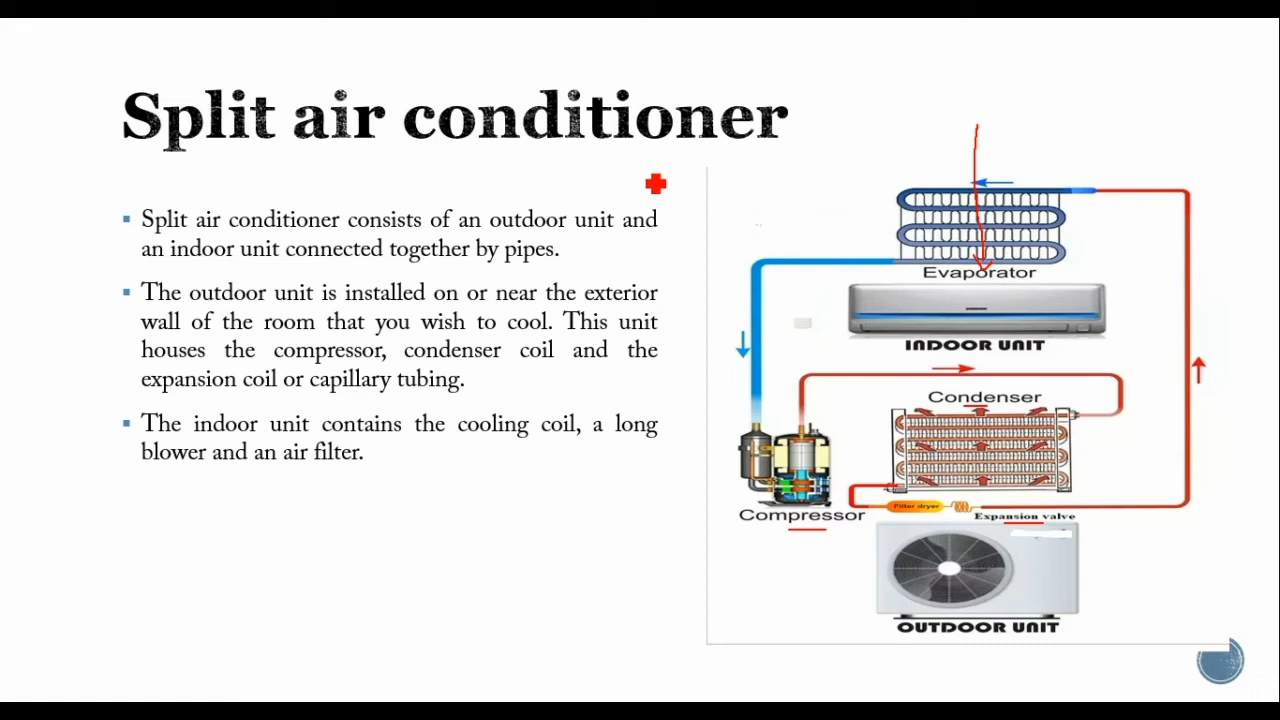 Split air conditioner
Split air conditioner consists of an outdoor unit and
an indoor unit connected together by pipes.
The outdoor unit is installed on or near the exterior
wall of the room that you wish to cool. This unit
houses the compressor, condenser coil and the
expansion coil or capillary tubing.
The indoor unit contains the cooling coil, a long
blower and an air filter.
Evaporator
INDOOR UNIT
Condenser
Compressor
Filter dryer
Expansion valve
OUTDOOR UNIT